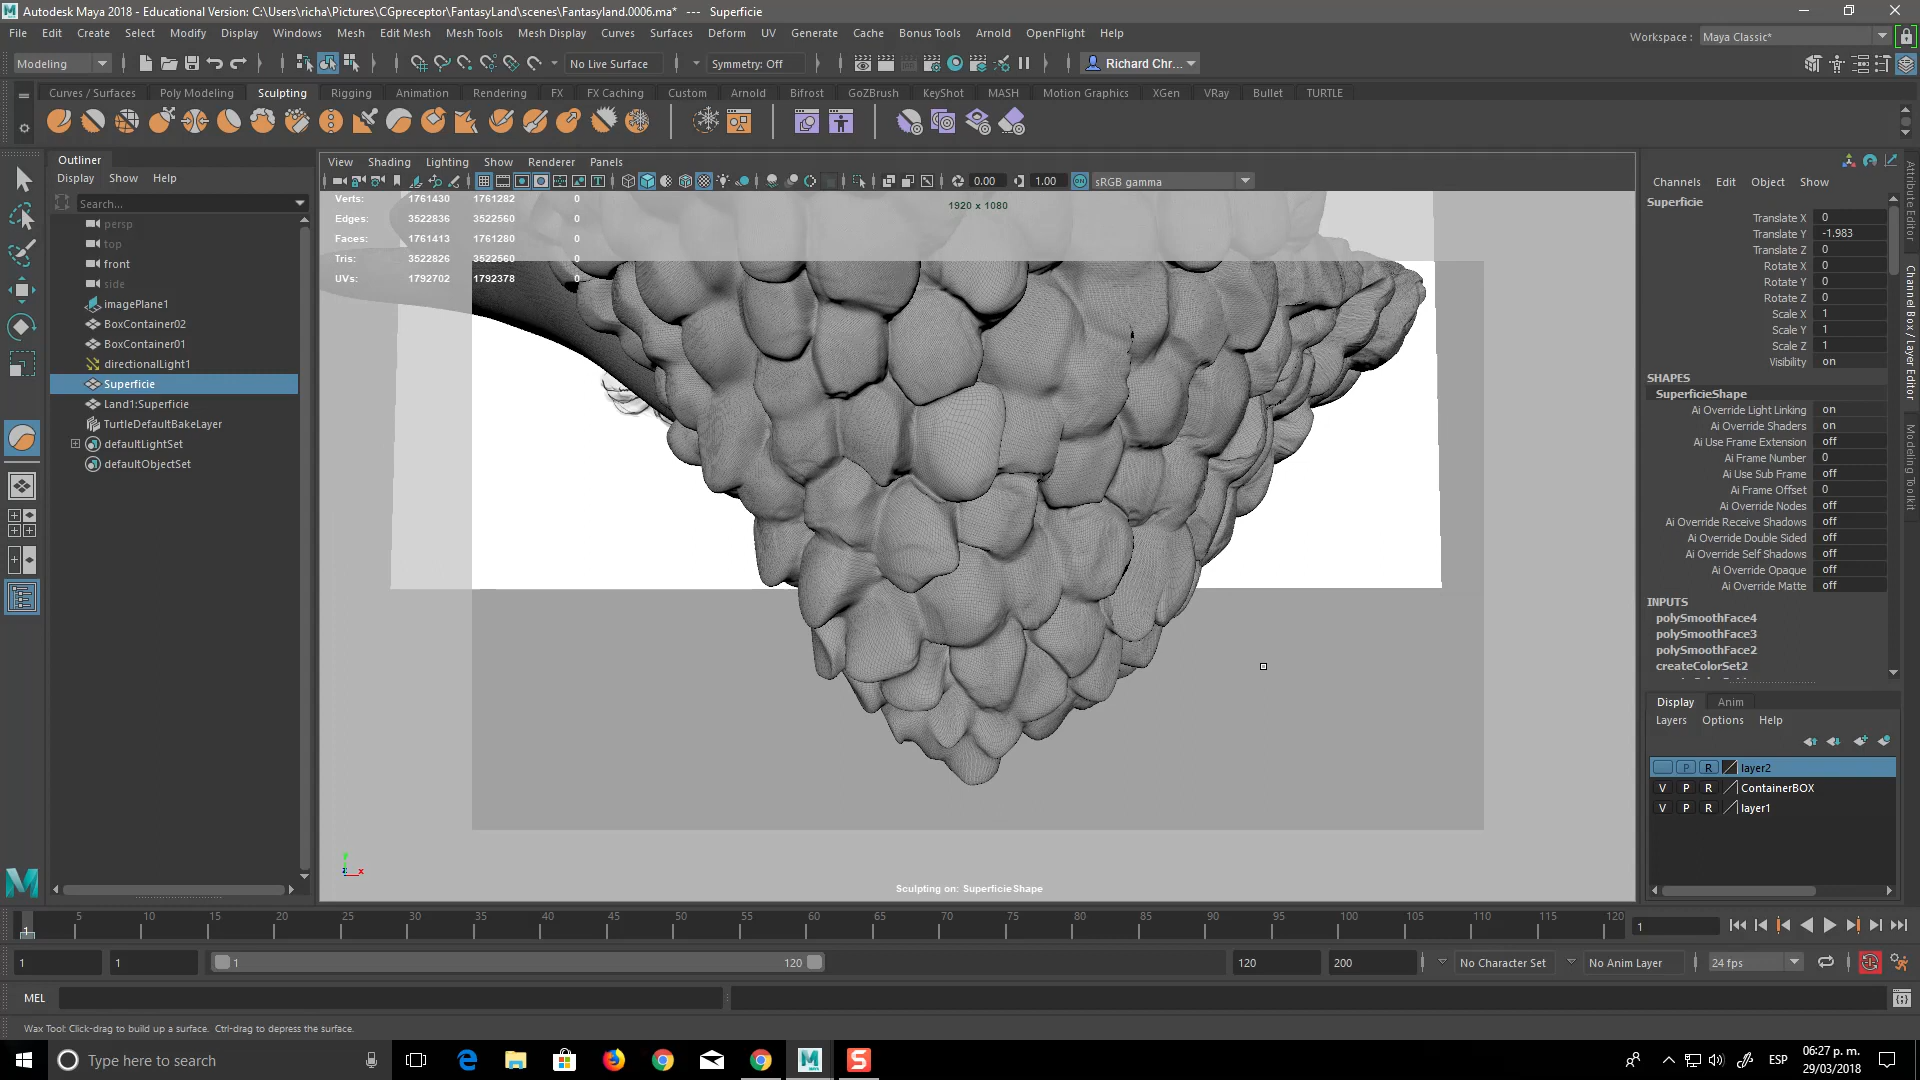 Autodesk Maya 2018 - Educational Version: C:\Users\richa\Pictures\CGpreceptor\FantasyLand\scenes\Fantasyland.0006.ma* --- Superficie
File Edit Create Select Modify Display Windows Mesh Edit Mesh Mesh Tools Mesh Display Curves Surfaces Deform UV Generate Cache Bonus Tools Arnold OpenFlight Help
Workspace : Maya Classic*
Modeling No Live Surface Symmetry: Off Richard Chr...
Curves / Surfaces Poly Modeling Sculpting Rigging Animation Rendering FX FX Caching Custom Arnold Bifrost GoZBrush KeyShot MASH Motion Graphics XGen VRay Bullet TURTLE
Outliner
Display Show Help
Search...
persp
top
front
side
imagePlane1
BoxContainer02
BoxContainer01
directionalLight1
Superficie
Land1:Superficie
TurtleDefaultBakeLayer
defaultLightSet
defaultObjectSet
View Shading Lighting Show Renderer Panels
0.00 1.00 ON sRGB gamma
1920 x 1080
Verts: 1761430 1761282 0
Edges: 3522836 3522560 0
Faces: 1761413 1761280 0
Tris: 3522826 3522560 0
UVs: 1792702 1792378 0
Sculpting on: SuperficieShape
Channels Edit Object Show
Superficie
Translate X 0
Translate Y -1.983
Translate Z 0
Rotate X 0
Rotate Y 0
Rotate Z 0
Scale X 1
Scale Y 1
Scale Z 1
Visibility on
SHAPES
SuperficieShape
Ai Override Light Linking on
Ai Override Shaders on
Ai Use Frame Extension off
Ai Frame Number 0
Ai Use Sub Frame off
Ai Frame Offset 0
Ai Override Nodes off
Ai Override Receive Shadows off
Ai Override Double Sided off
Ai Override Self Shadows off
Ai Override Opaque off
Ai Override Matte off
INPUTS
polySmoothFace4
polySmoothFace3
polySmoothFace2
createColorSet2
Attribute Editor
Channel Box / Layer Editor
Modeling Toolkit
Display Anim
Layers Options Help
P R layer2
V P R ContainerBOX
V P R layer1
5 10 15 20 25 30 35 40 45 50 55 60 65 70 75 80 85 90 95 100 105 110 115 120
1 1
1 1 1 120 120 200 No Character Set No Anim Layer 24 fps
MEL
Wax Tool: Click-drag to build up a surface. Ctrl-drag to depress the surface.
Type here to search
ESP
06:27 p. m.
29/03/2018